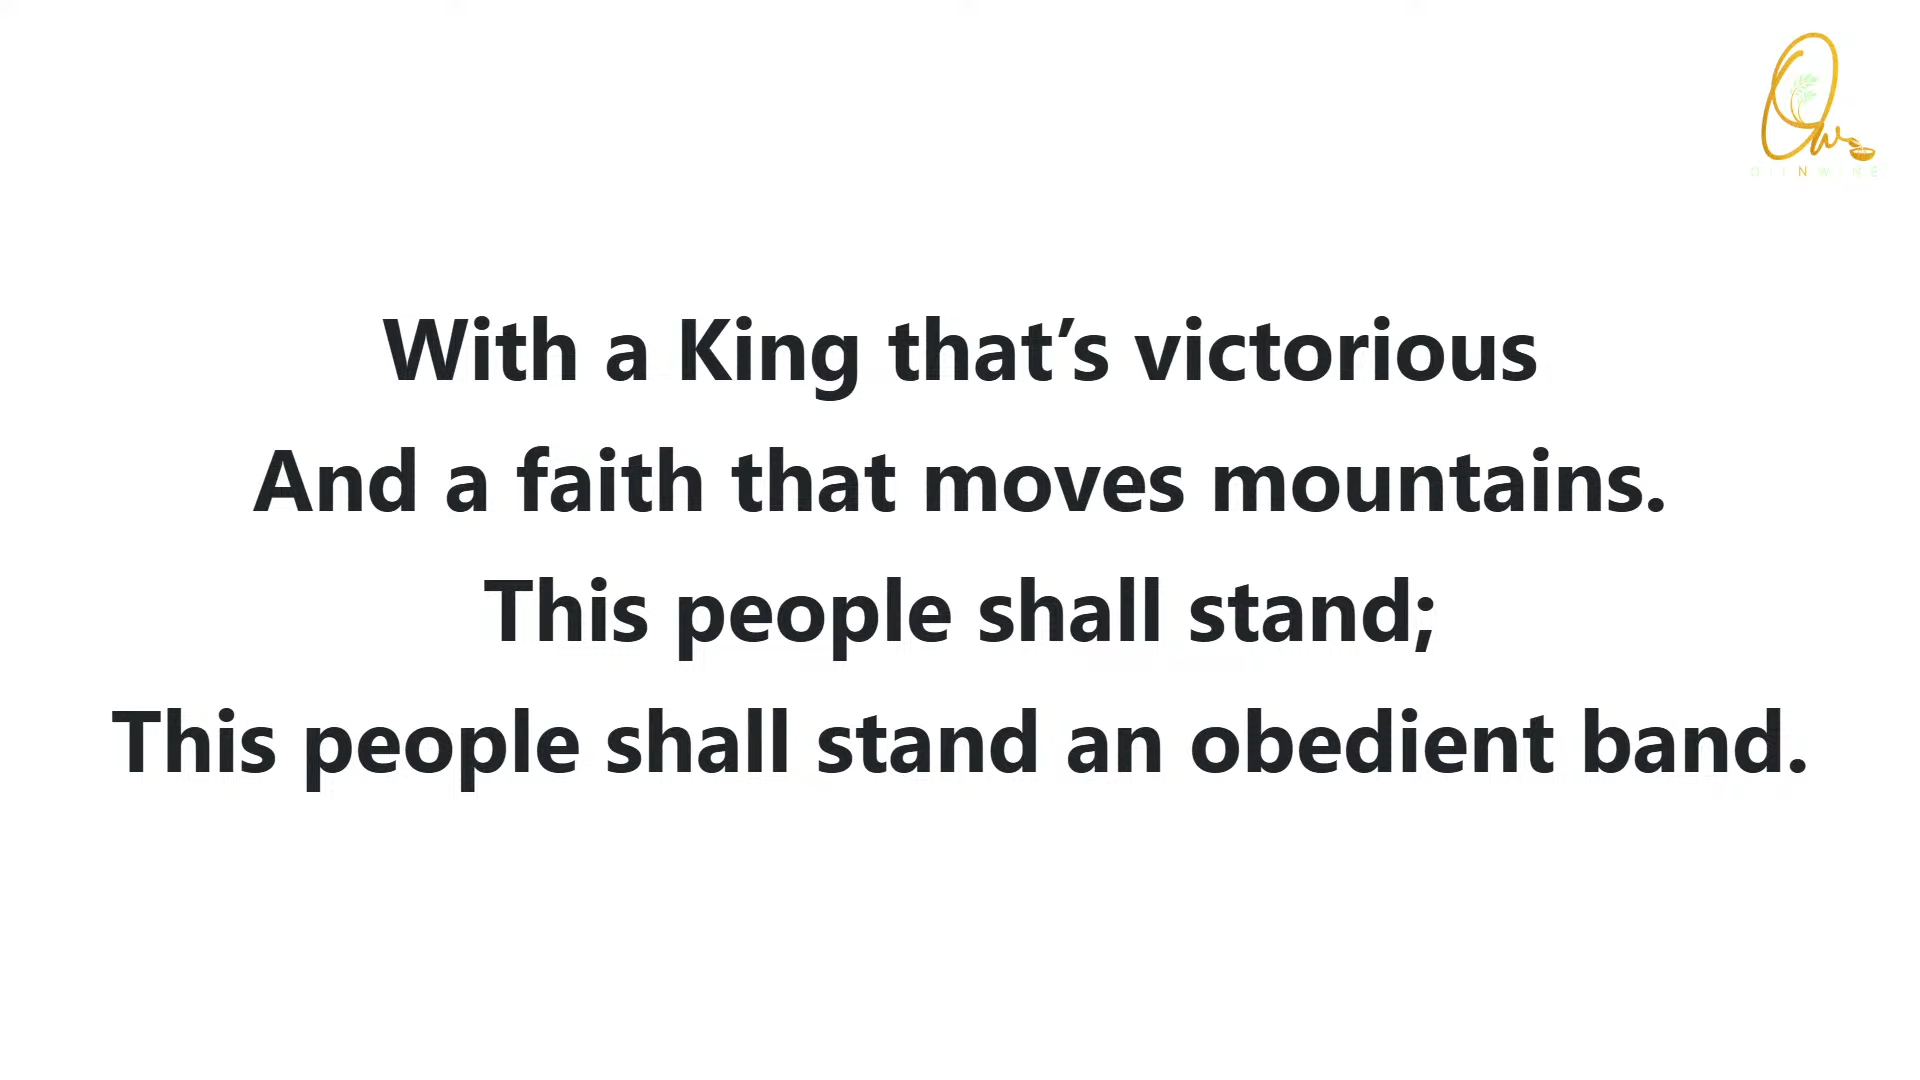 OILNWINE
With a King that’s victorious
And a faith that moves mountains.
This people shall stand;
This people shall stand an obedient band.